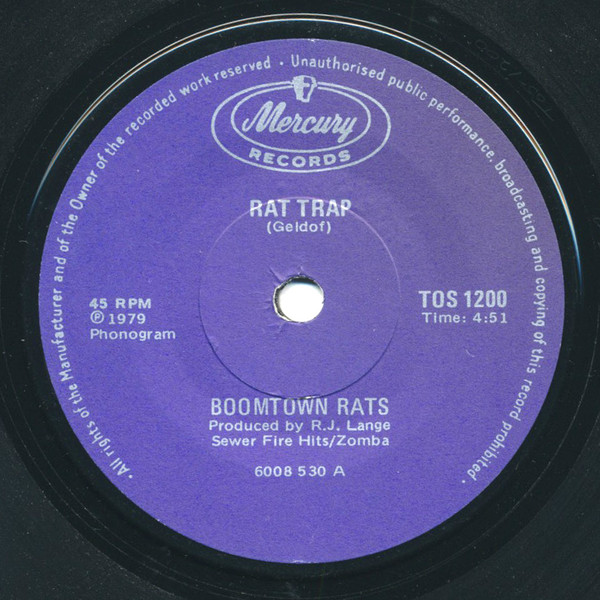 · All rights of the Manufacturer and of the Owner of the recorded work reserved · Unauthorised public performance, broadcasting and copying of this record prohibited ·
Mercury
RECORDS
RAT TRAP
(Geldof)
45 RPM
Ⓟ 1979
Phonogram
TOS 1200
Time: 4:51
BOOMTOWN RATS
Produced by R.J. Lange
Sewer Fire Hits/Zomba
6008 530 A